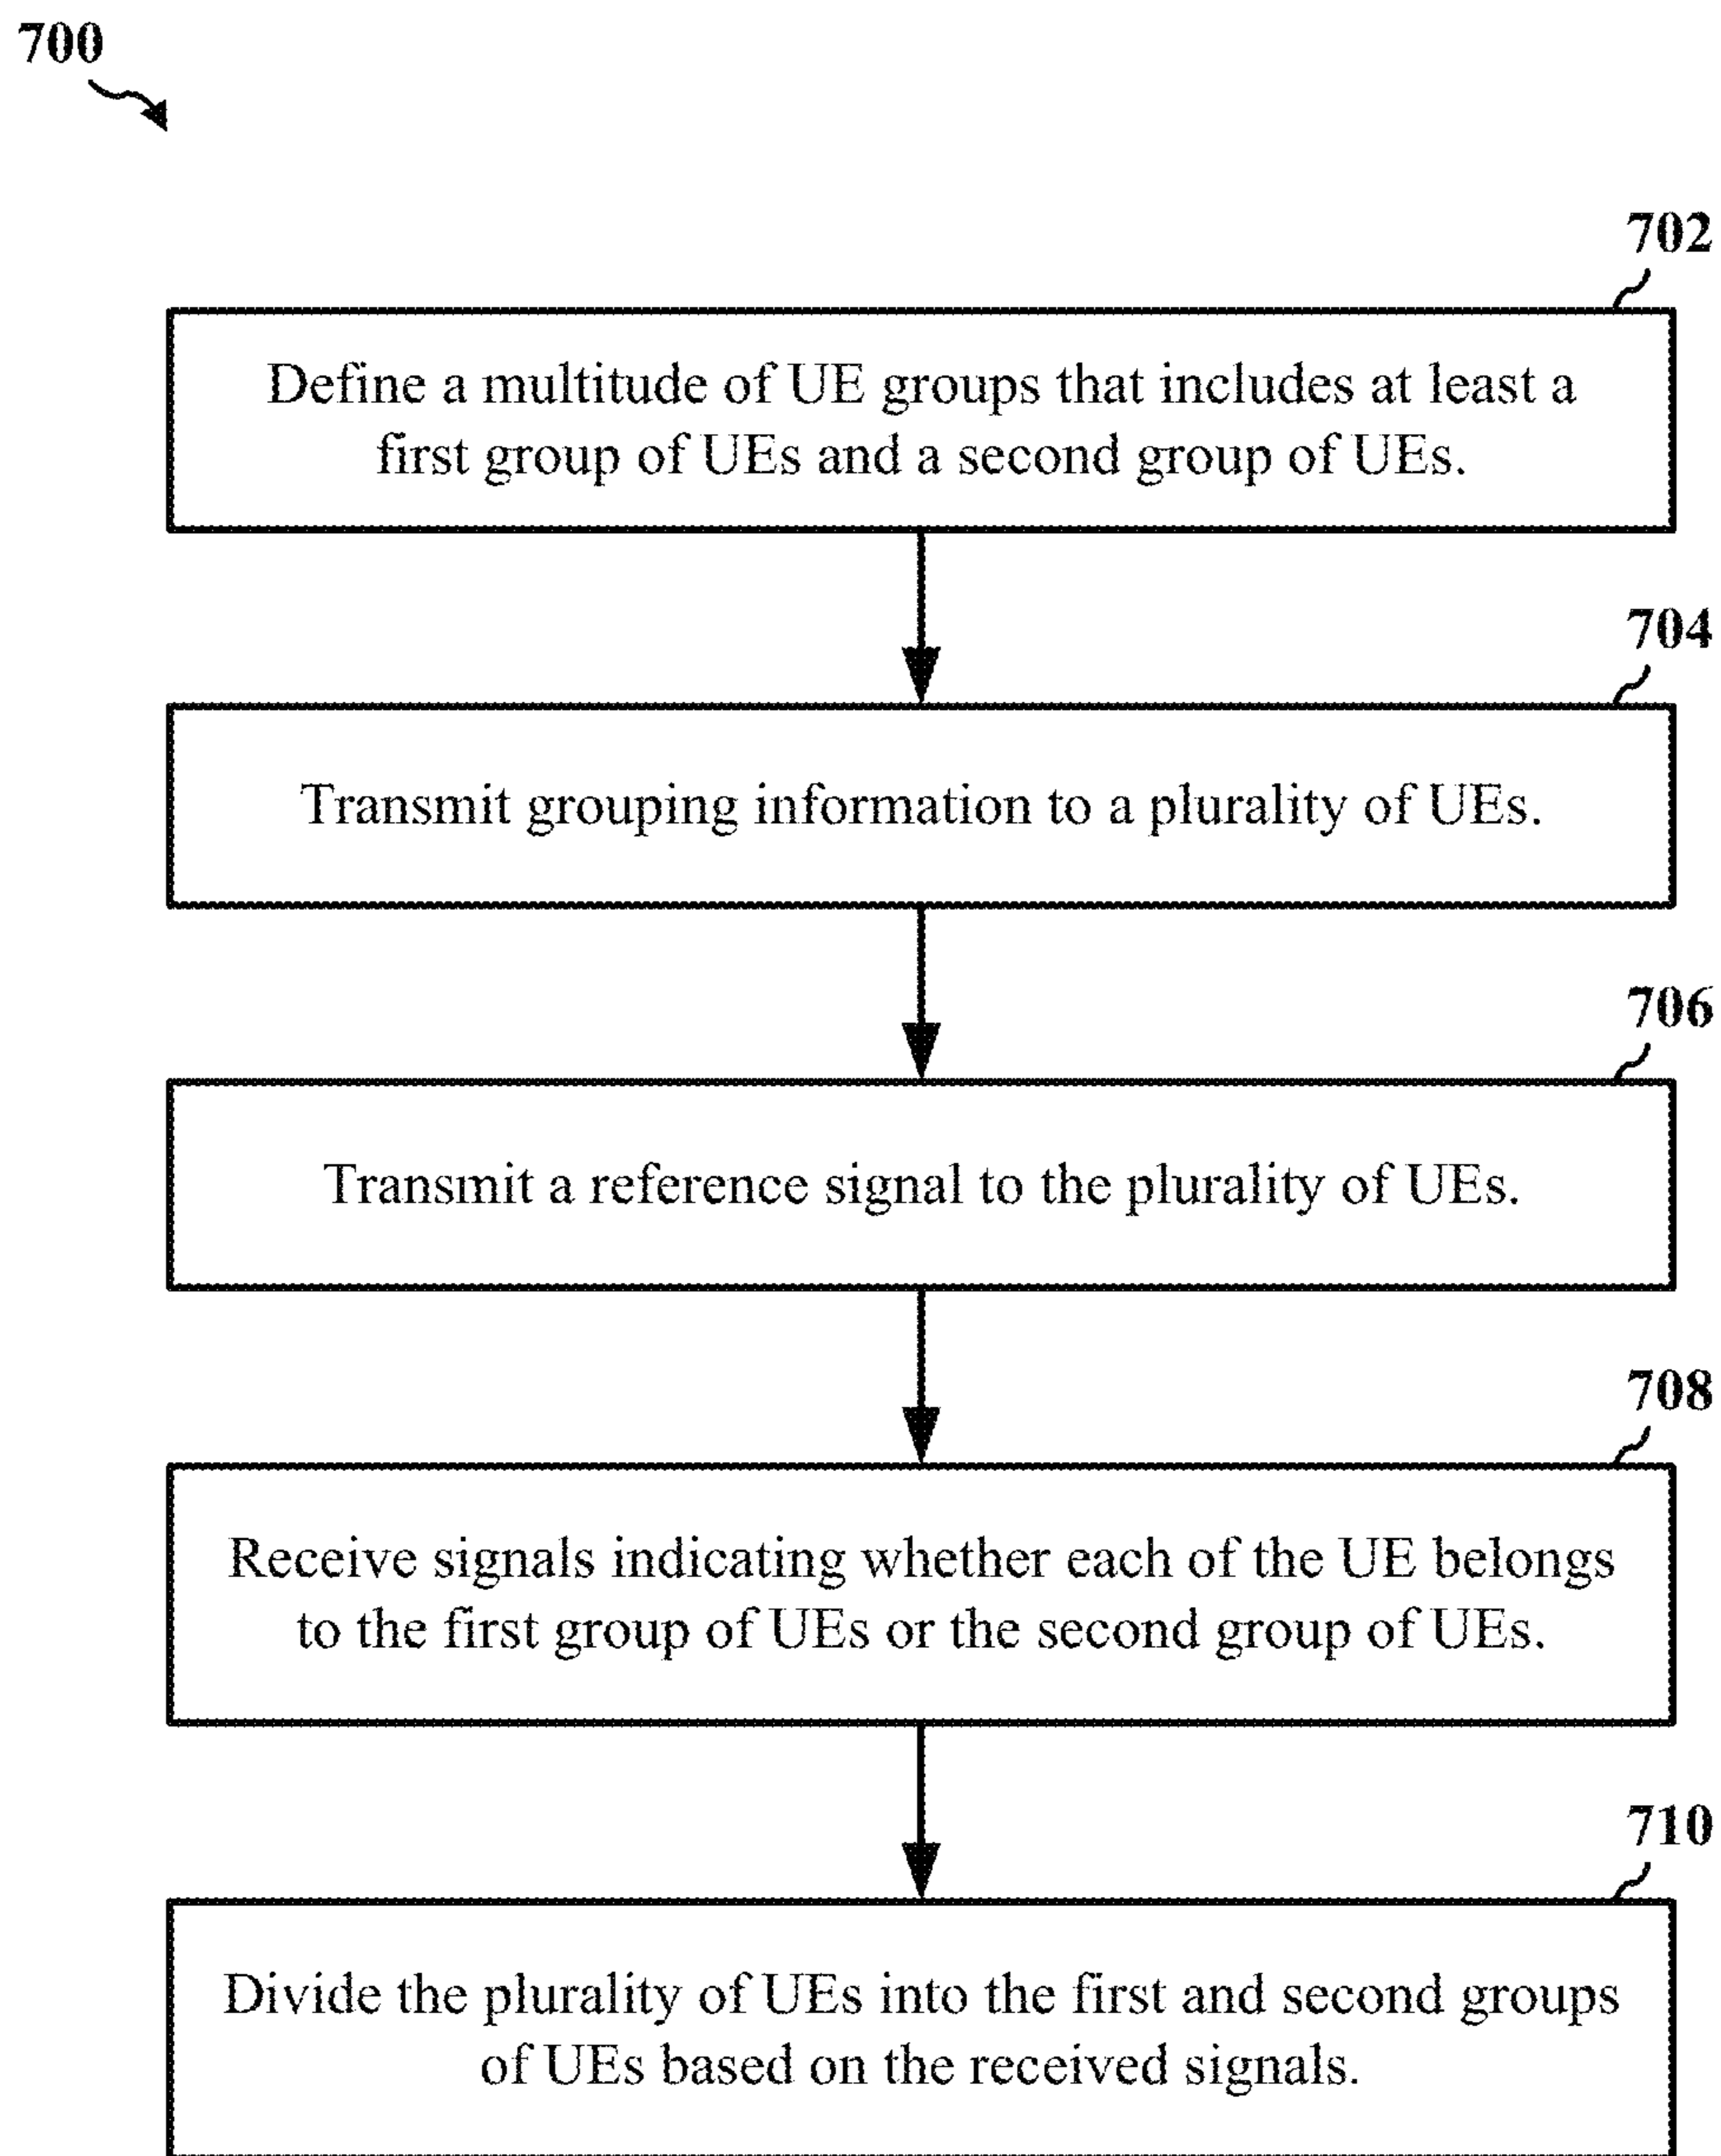 700
702
Define a multitude of UE groups that includes at least a
first group of UEs and a second group of UEs.
704
Transmit grouping information to a plurality of UEs.
706
Transmit a reference signal to the plurality of UEs.
708
Receive signals indicating whether each of the UE belongs
to the first group of UEs or the second group of UEs.
710
Divide the plurality of UEs into the first and second groups
of UEs based on the received signals.